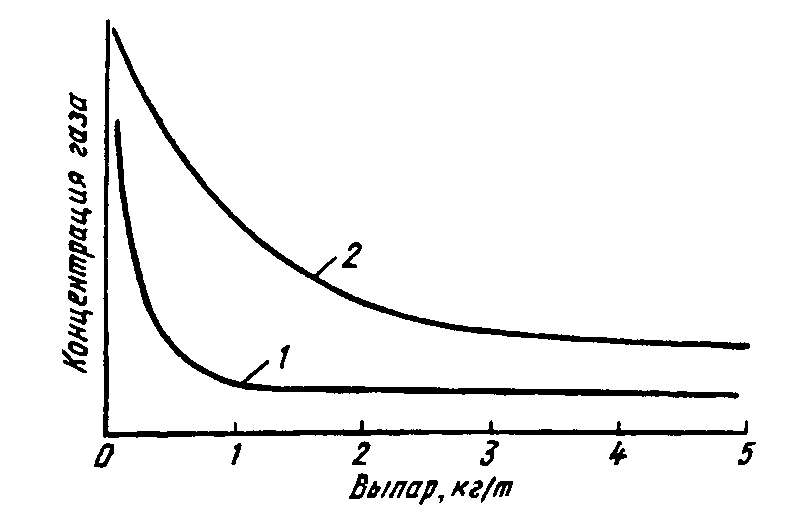 Концентрация газа
2
1
0 1 2 3 4 5
Выпар, кг/т